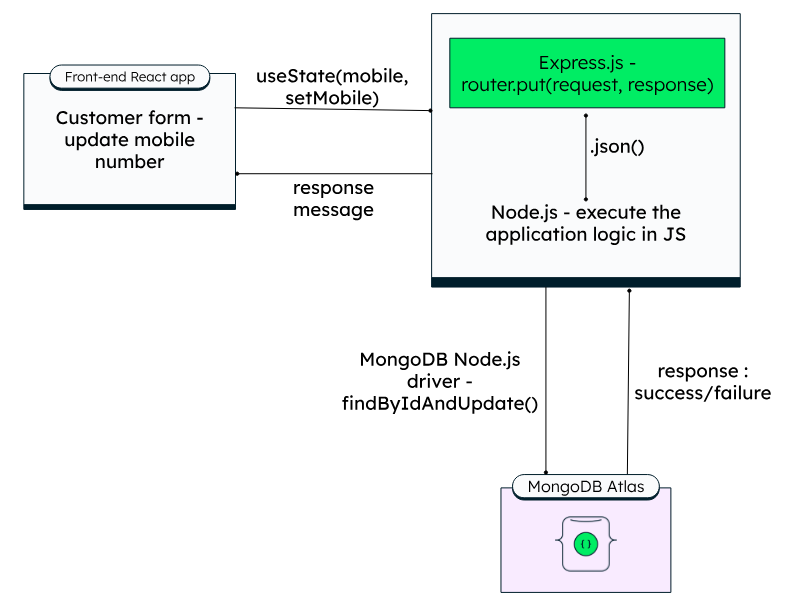 Front-end React app
Customer form -
update mobile
number
useState(mobile,
setMobile)
response
message
Express.js -
router.put(request, response)
.json()
Node.js - execute the
application logic in JS
MongoDB Node.js
driver -
findByIdAndUpdate()
response :
success/failure
MongoDB Atlas
{ }